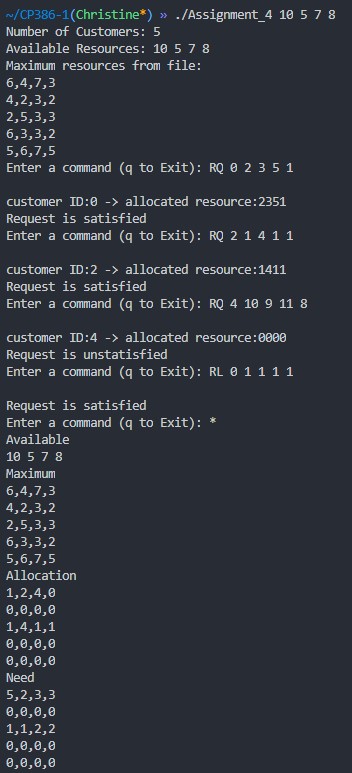 ~/CP386-1(Christine*) » ./Assignment_4 10 5 7 8
Number of Customers: 5
Available Resources: 10 5 7 8
Maximum resources from file:
6,4,7,3
4,2,3,2
2,5,3,3
6,3,3,2
5,6,7,5
Enter a command (q to Exit): RQ 0 2 3 5 1

customer ID:0 -> allocated resource:2351
Request is satisfied
Enter a command (q to Exit): RQ 2 1 4 1 1

customer ID:2 -> allocated resource:1411
Request is satisfied
Enter a command (q to Exit): RQ 4 10 9 11 8

customer ID:4 -> allocated resource:0000
Request is unstatisfied
Enter a command (q to Exit): RL 0 1 1 1 1

Request is satisfied
Enter a command (q to Exit): *
Available
10 5 7 8
Maximum
6,4,7,3
4,2,3,2
2,5,3,3
6,3,3,2
5,6,7,5
Allocation
1,2,4,0
0,0,0,0
1,4,1,1
0,0,0,0
0,0,0,0
Need
5,2,3,3
0,0,0,0
1,1,2,2
0,0,0,0
0,0,0,0